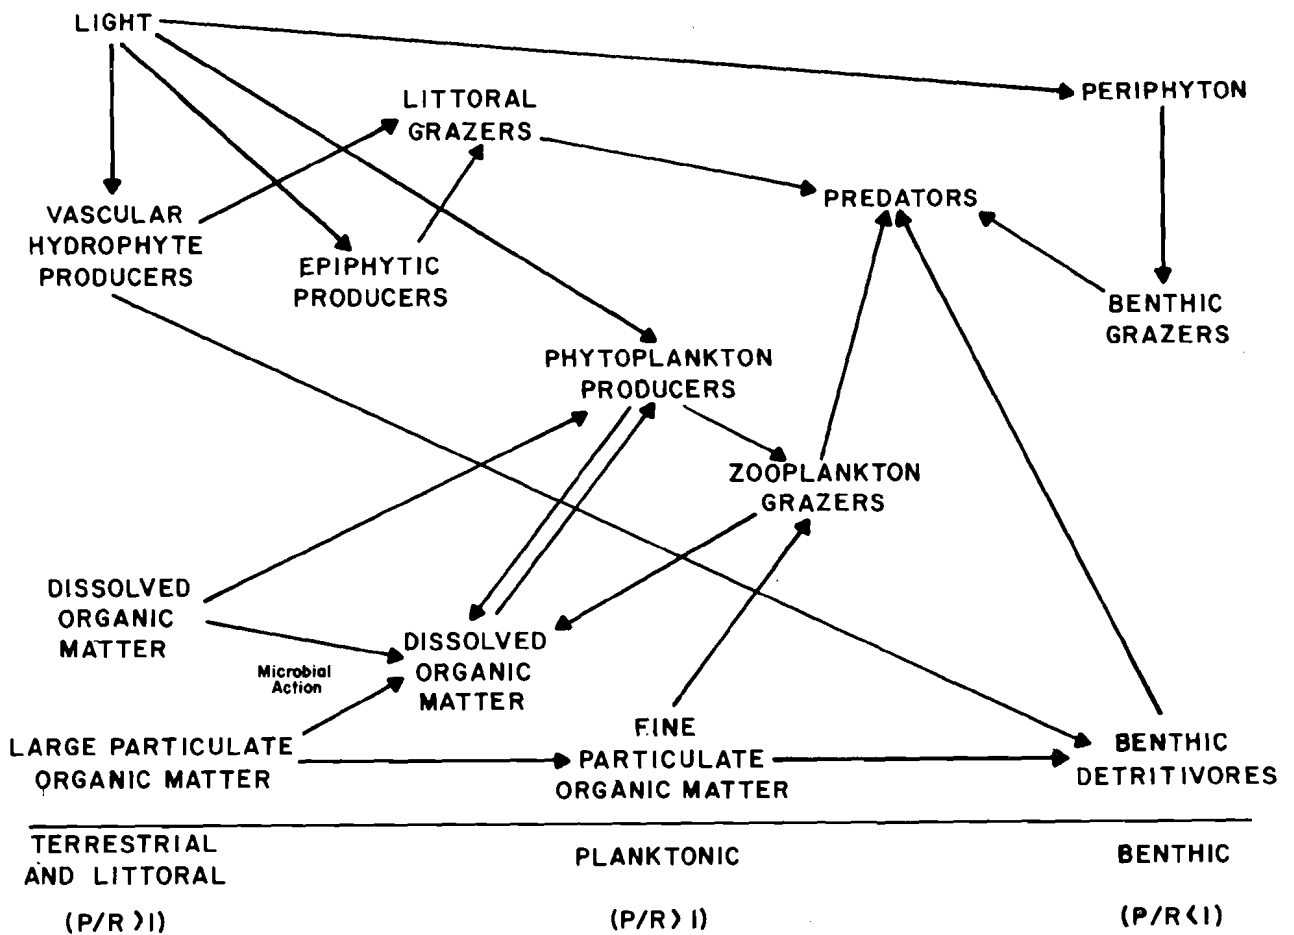 LIGHT
PERIPHYTON
LITTORAL
GRAZERS
PREDATORS
VASCULAR
HYDROPHYTE
PRODUCERS
EPIPHYTIC
PRODUCERS
BENTHIC
GRAZERS
PHYTOPLANKTON
PRODUCERS
ZOOPLANKTON
GRAZERS
DISSOLVED
ORGANIC
MATTER
DISSOLVED
ORGANIC
MATTER
Microbial
Action
LARGE PARTICULATE
ORGANIC MATTER
FINE
PARTICULATE
ORGANIC MATTER
BENTHIC
DETRITIVORES
TERRESTRIAL
AND LITTORAL
(P/R>1)
PLANKTONIC
(P/R>1)
BENTHIC
(P/R<1)